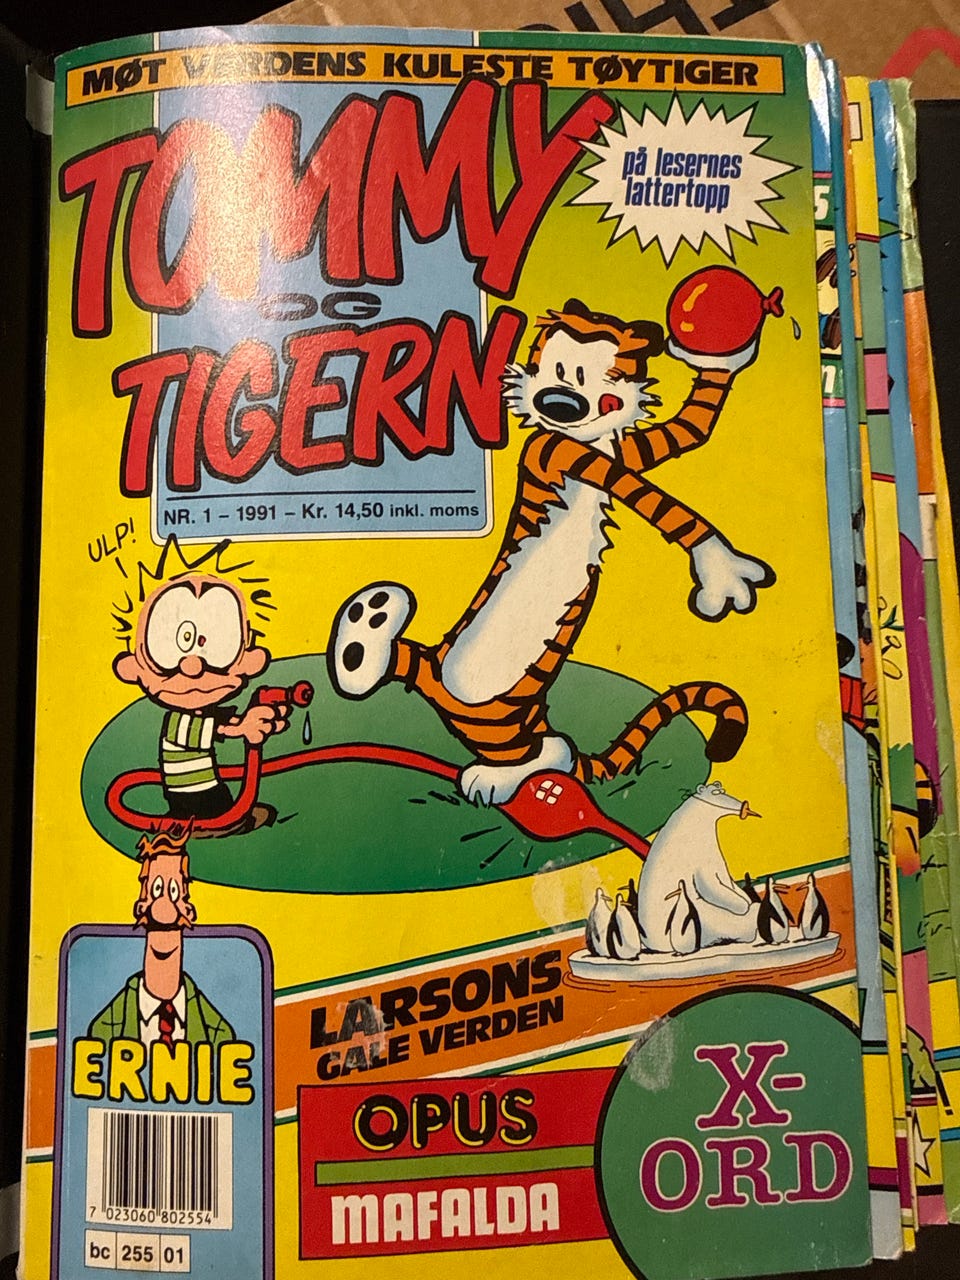 MØT VERDENS KULESTE TØYTIGER
TOMMY
OG
TIGERN
på lesernes
lattertopp
NR. 1 – 1991 – Kr. 14,50 inkl. moms
ULP!
ERNIE
LARSONS
GALE VERDEN
OPUS
MAFALDA
X-
ORD
7 023060 802554
bc 255 01